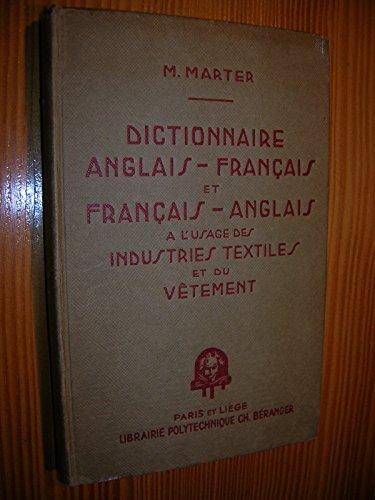 M. MARTER
DICTIONNAIRE
ANGLAIS - FRANÇAIS
ET
FRANÇAIS - ANGLAIS
A L'USAGE DES
INDUSTRIES TEXTILES
ET DU
VÊTEMENT
PARIS ET LIÉGE
LIBRAIRIE POLYTECHNIQUE CH. BÉRANGER